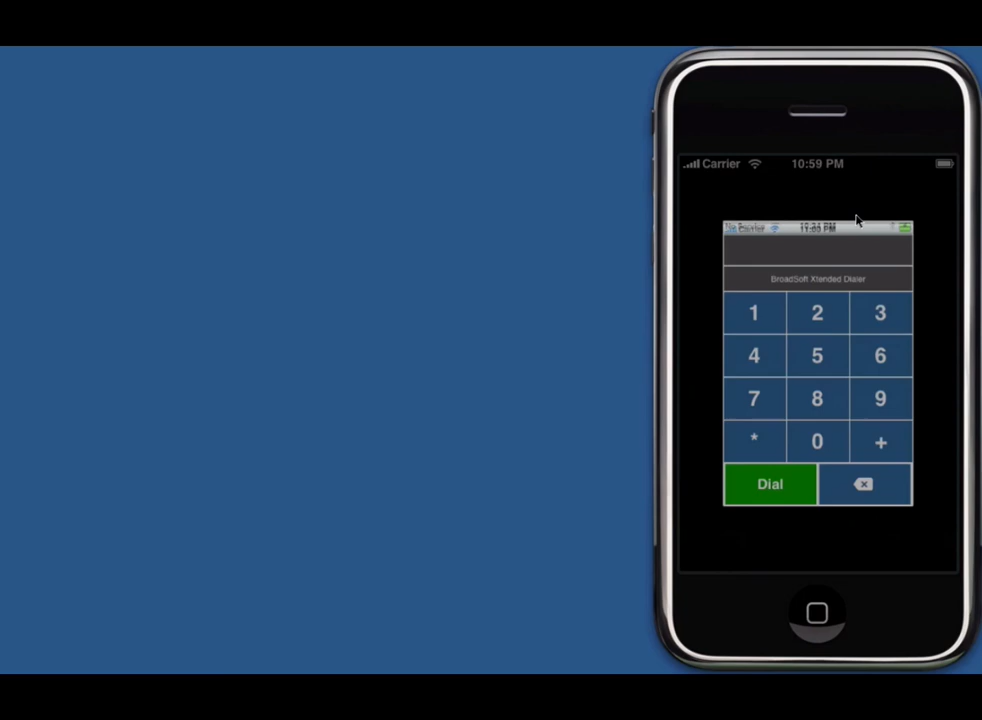 Carrier 10:59 PM
BroadSoft Xtended Dialer
1 2 3
4 5 6
7 8 9
* 0 +
Dial